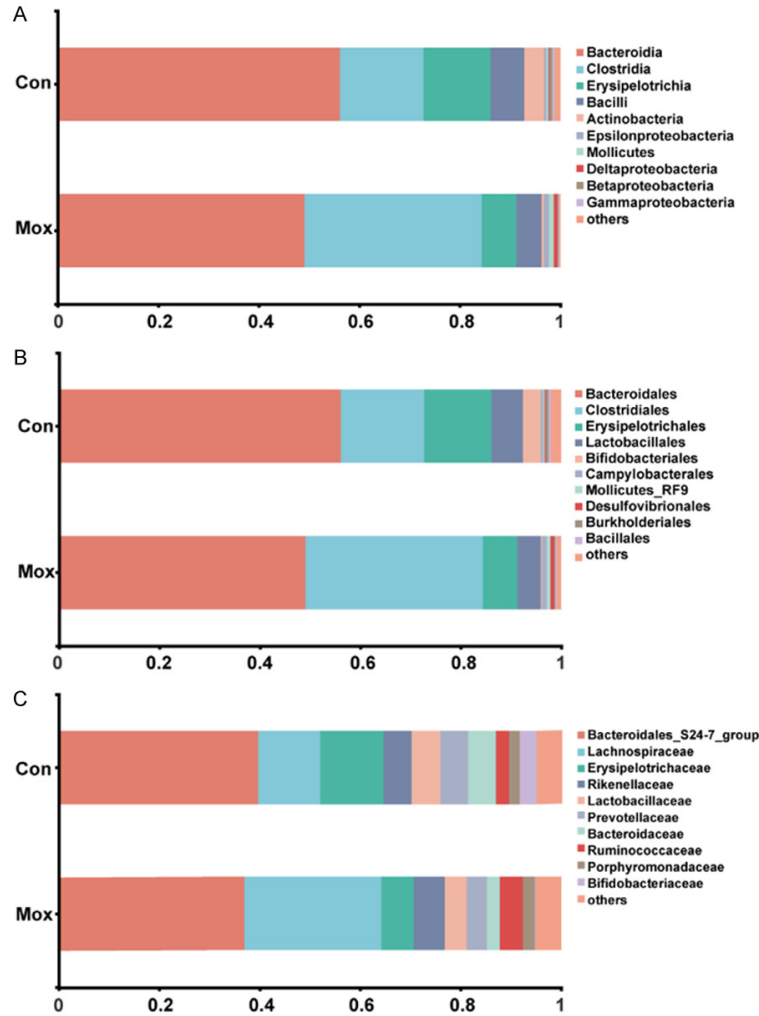 A
Con
Mox
0 0.2 0.4 0.6 0.8 1
Bacteroidia
Clostridia
Erysipelotrichia
Bacilli
Actinobacteria
Epsilonproteobacteria
Mollicutes
Deltaproteobacteria
Betaproteobacteria
Gammaproteobacteria
others
B
Con
Mox
0 0.2 0.4 0.6 0.8 1
Bacteroidales
Clostridiales
Erysipelotrichales
Lactobacillales
Bifidobacteriales
Campylobacterales
Mollicutes_RF9
Desulfovibrionales
Burkholderiales
Bacillales
others
C
Con
Mox
0 0.2 0.4 0.6 0.8 1
Bacteroidales_S24-7_group
Lachnospiraceae
Erysipelotrichaceae
Rikenellaceae
Lactobacillaceae
Prevotellaceae
Bacteroidaceae
Ruminococcaceae
Porphyromonadaceae
Bifidobacteriaceae
others